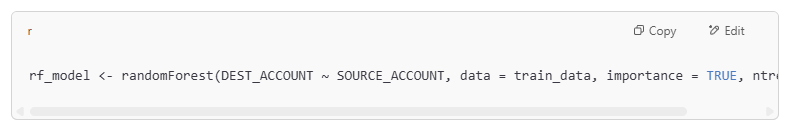 r
Copy
Edit
rf_model <- randomForest(DEST_ACCOUNT ~ SOURCE_ACCOUNT, data = train_data, importance = TRUE, ntre